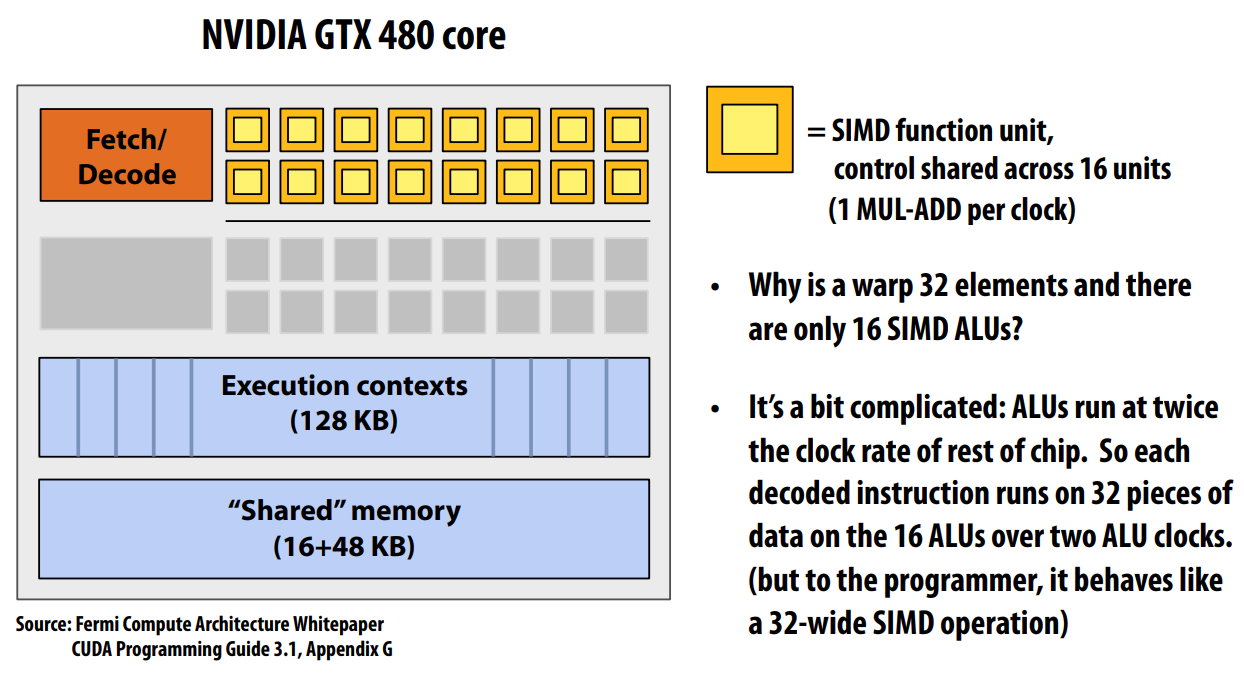 NVIDIA GTX 480 core
Fetch/
Decode
Execution contexts
(128 KB)
“Shared” memory
(16+48 KB)
Source: Fermi Compute Architecture Whitepaper
CUDA Programming Guide 3.1, Appendix G
= SIMD function unit,
control shared across 16 units
(1 MUL-ADD per clock)
• Why is a warp 32 elements and there
are only 16 SIMD ALUs?
• It’s a bit complicated: ALUs run at twice
the clock rate of rest of chip. So each
decoded instruction runs on 32 pieces of
data on the 16 ALUs over two ALU clocks.
(but to the programmer, it behaves like
a 32-wide SIMD operation)